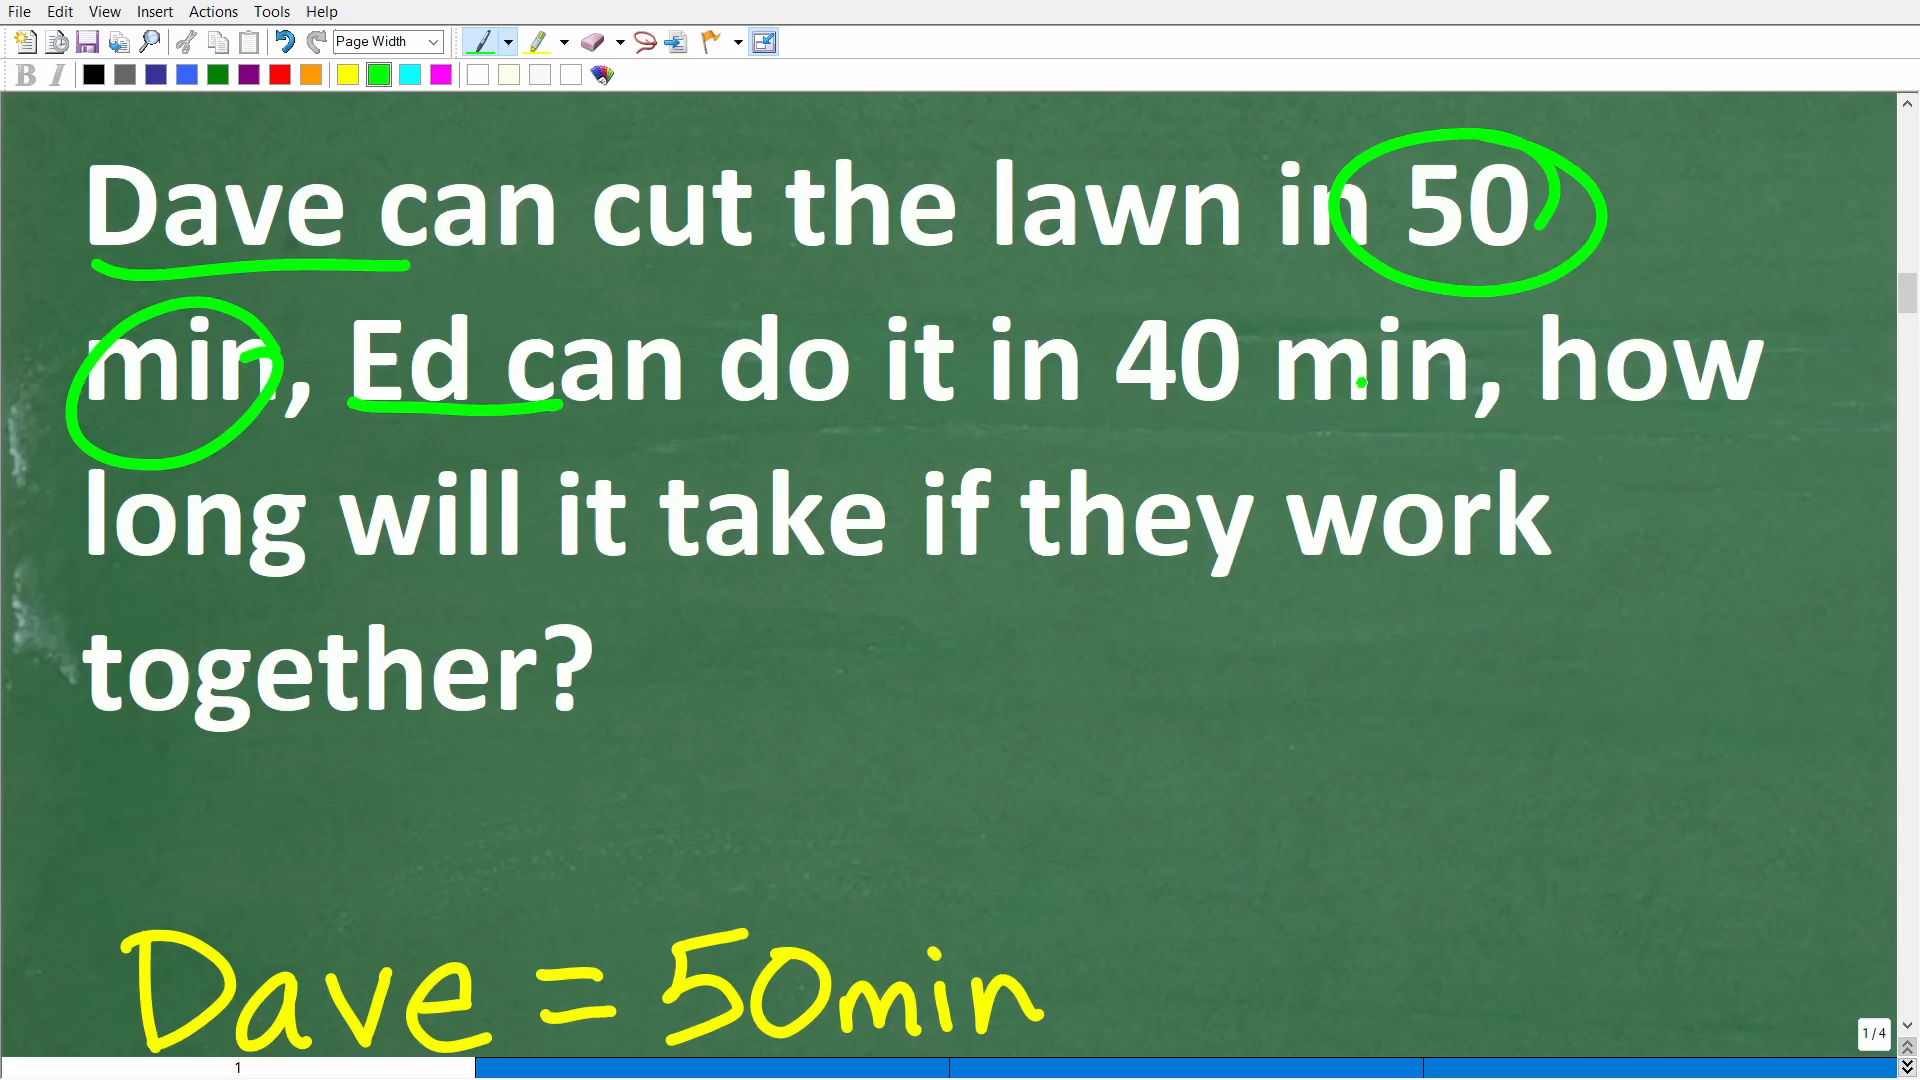 File Edit View Insert Actions Tools Help
Page Width
B I
Dave can cut the lawn in 50
min, Ed can do it in 40 min, how
long will it take if they work
together?
Dave = 50min
1 / 4
1